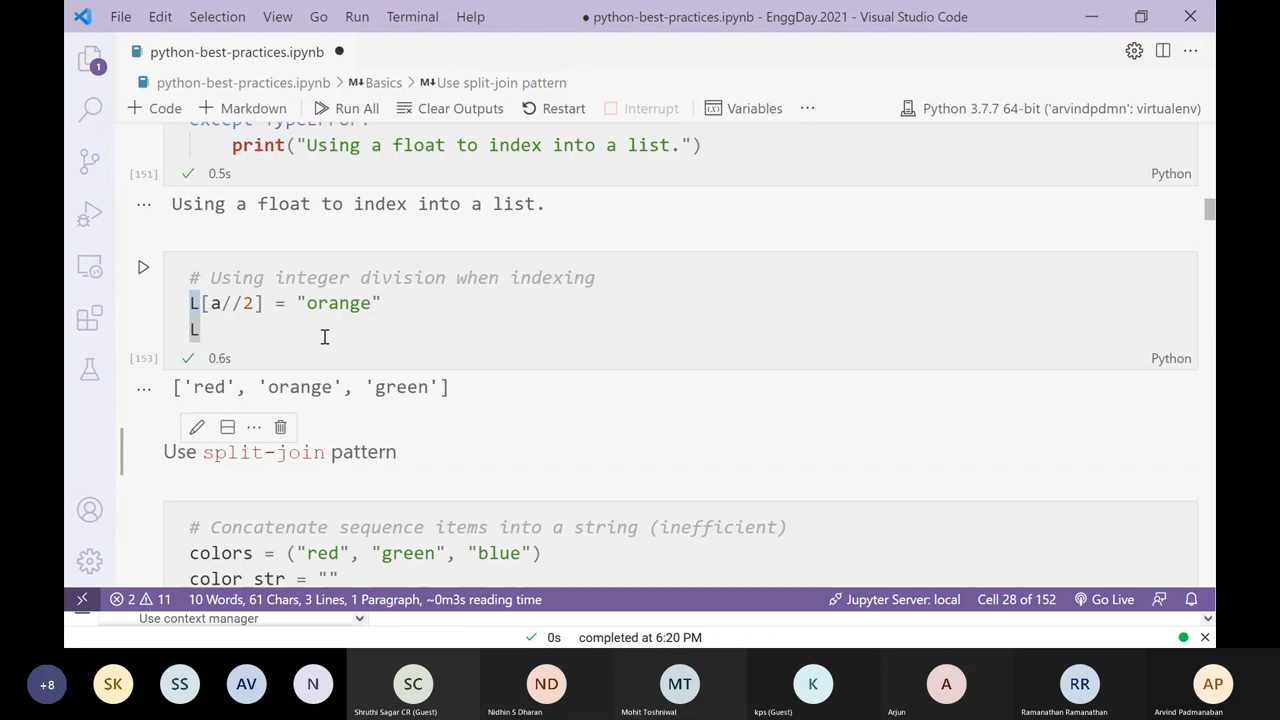 File Edit Selection View Go Run Terminal Help ● python-best-practices.ipynb - EnggDay.2021 - Visual Studio Code
python-best-practices.ipynb ●
python-best-practices.ipynb > M↓Basics > M↓Use split-join pattern
+ Code + Markdown Run All Clear Outputs Restart Interrupt Variables ... Python 3.7.7 64-bit ('arvindpdmn': virtualenv)
1
except TypeError:
print("Using a float to index into a list.")
[151] ✓ 0.5s Python
... Using a float to index into a list.
# Using integer division when indexing
L[a//2] = "orange"
L
[153] ✓ 0.6s Python
... ['red', 'orange', 'green']
...
Use split-join pattern
# Concatenate sequence items into a string (inefficient)
colors = ("red", "green", "blue")
color_str = ""
2 11 10 Words, 61 Chars, 3 Lines, 1 Paragraph, ~0m3s reading time Jupyter Server: local Cell 28 of 152 Go Live
Use context manager
✓ 0s completed at 6:20 PM
+8 SK SS AV N SC ND MT K A RR AP
Shruthi Sagar CR (Guest) Nidhin S Dharan Mohit Toshniwal kps (Guest) Arjun Ramanathan Ramanathan Arvind Padmanaban